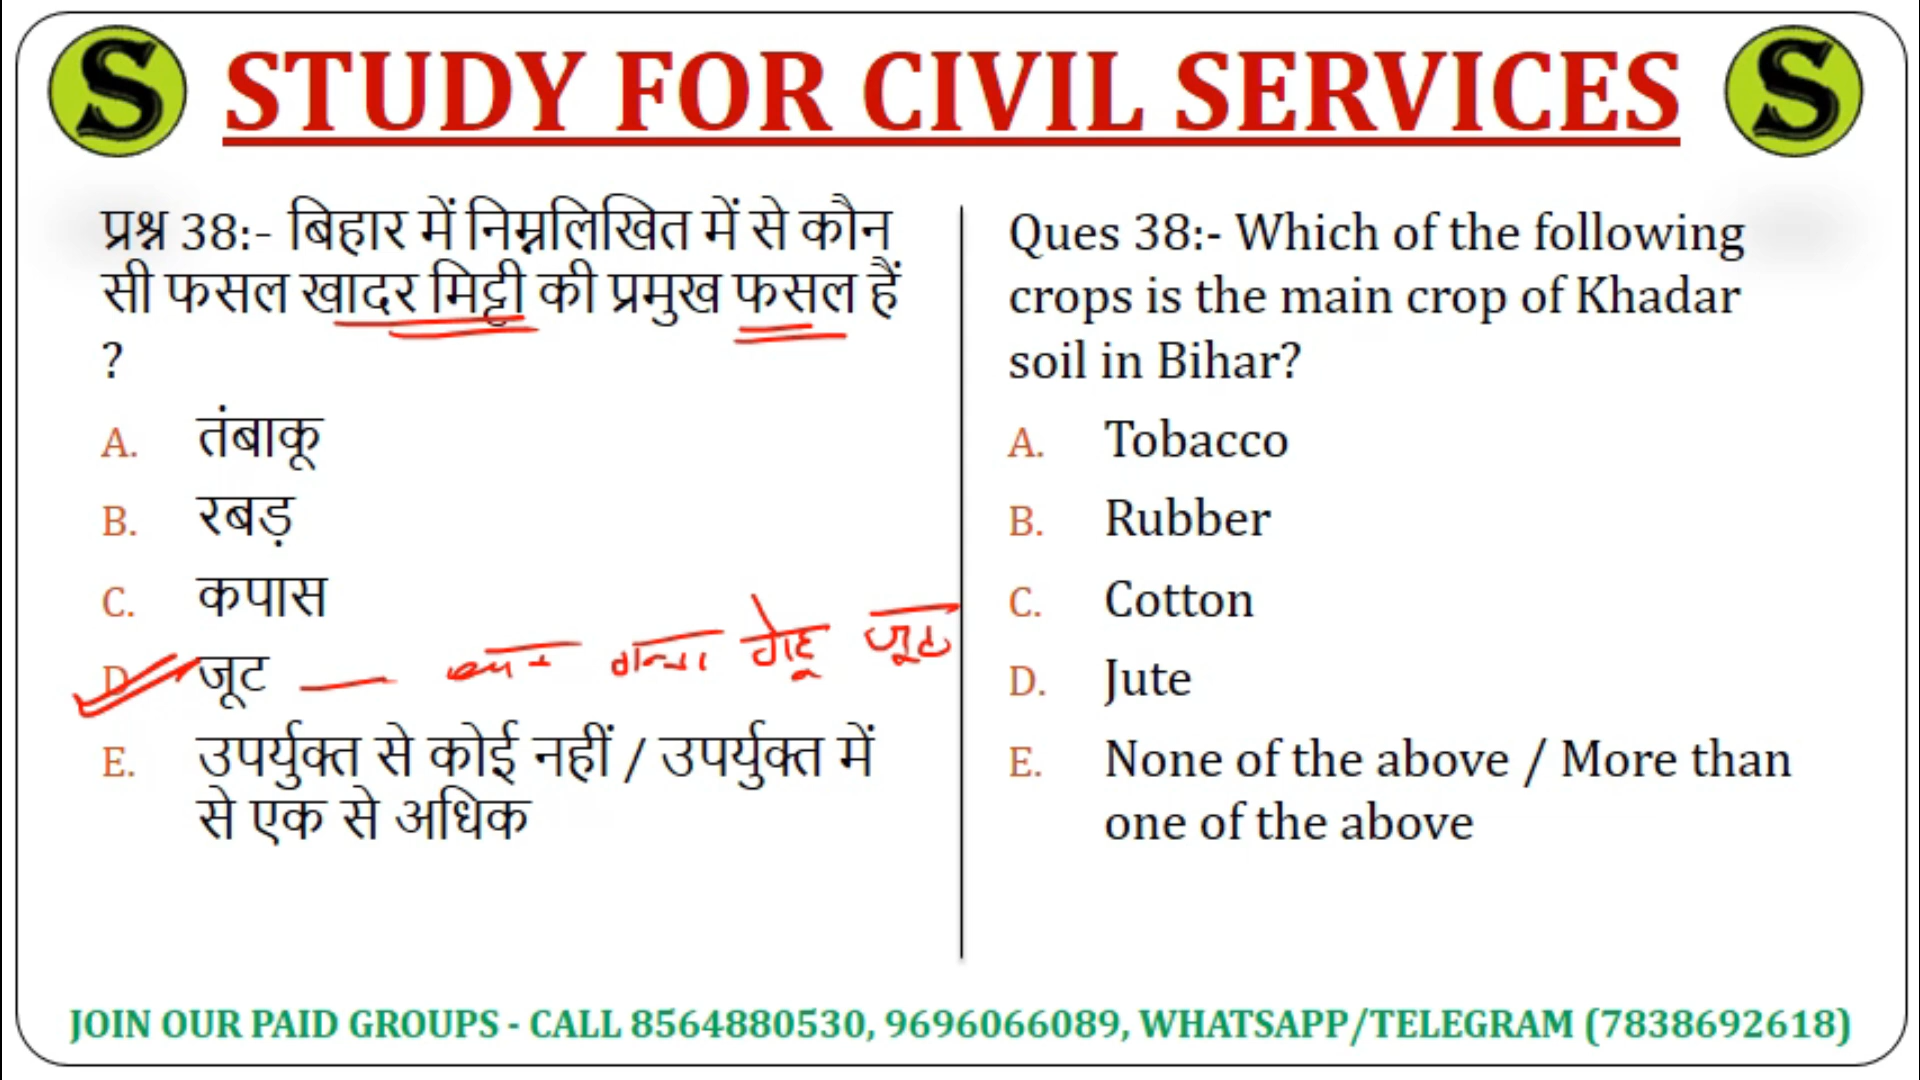 S STUDY FOR CIVIL SERVICES S
प्रश्न 38:- बिहार में निम्नलिखित में से कौन
सी फसल खादर मिट्टी की प्रमुख फसल हैं
?
A. तंबाकू
B. रबड़
C. कपास
D. जूट — गन्ना गेहूं जूट
E. उपर्युक्त से कोई नहीं / उपर्युक्त में
से एक से अधिक
Ques 38:- Which of the following
crops is the main crop of Khadar
soil in Bihar?
A. Tobacco
B. Rubber
C. Cotton
D. Jute
E. None of the above / More than
one of the above
JOIN OUR PAID GROUPS - CALL 8564880530, 9696066089, WHATSAPP/TELEGRAM (7838692618)